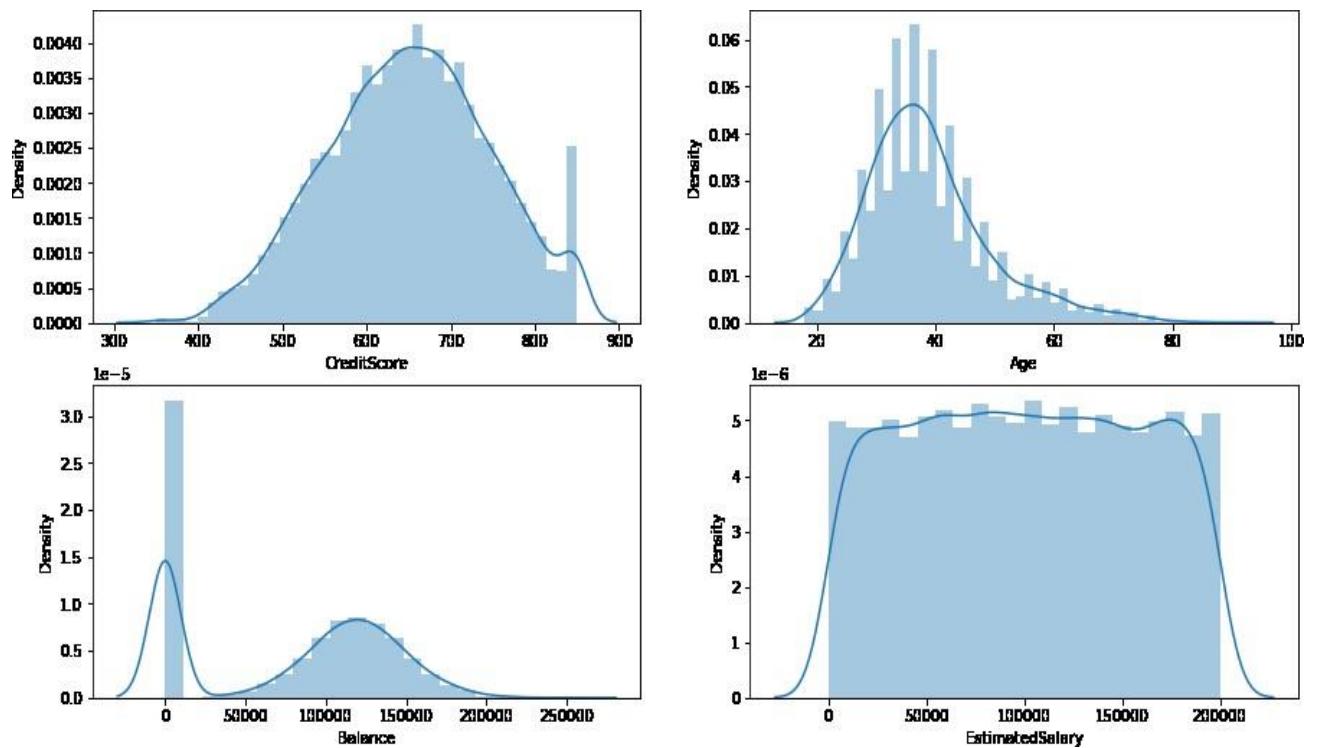 0.0040
0.0035
0.0030
0.0025
0.0020
0.0015
0.0010
0.0005
0.0000
Density
300 400 500 600 700 800 900
CreditScore
0.06
0.05
0.04
0.03
0.02
0.01
0.00
Density
20 40 60 80 100
Age
1e−5
3.0
2.5
2.0
1.5
1.0
0.5
0.0
Density
0 50000 100000 150000 200000 250000
Balance
1e−6
5
4
3
2
1
0
Density
0 50000 100000 150000 200000
EstimatedSalary